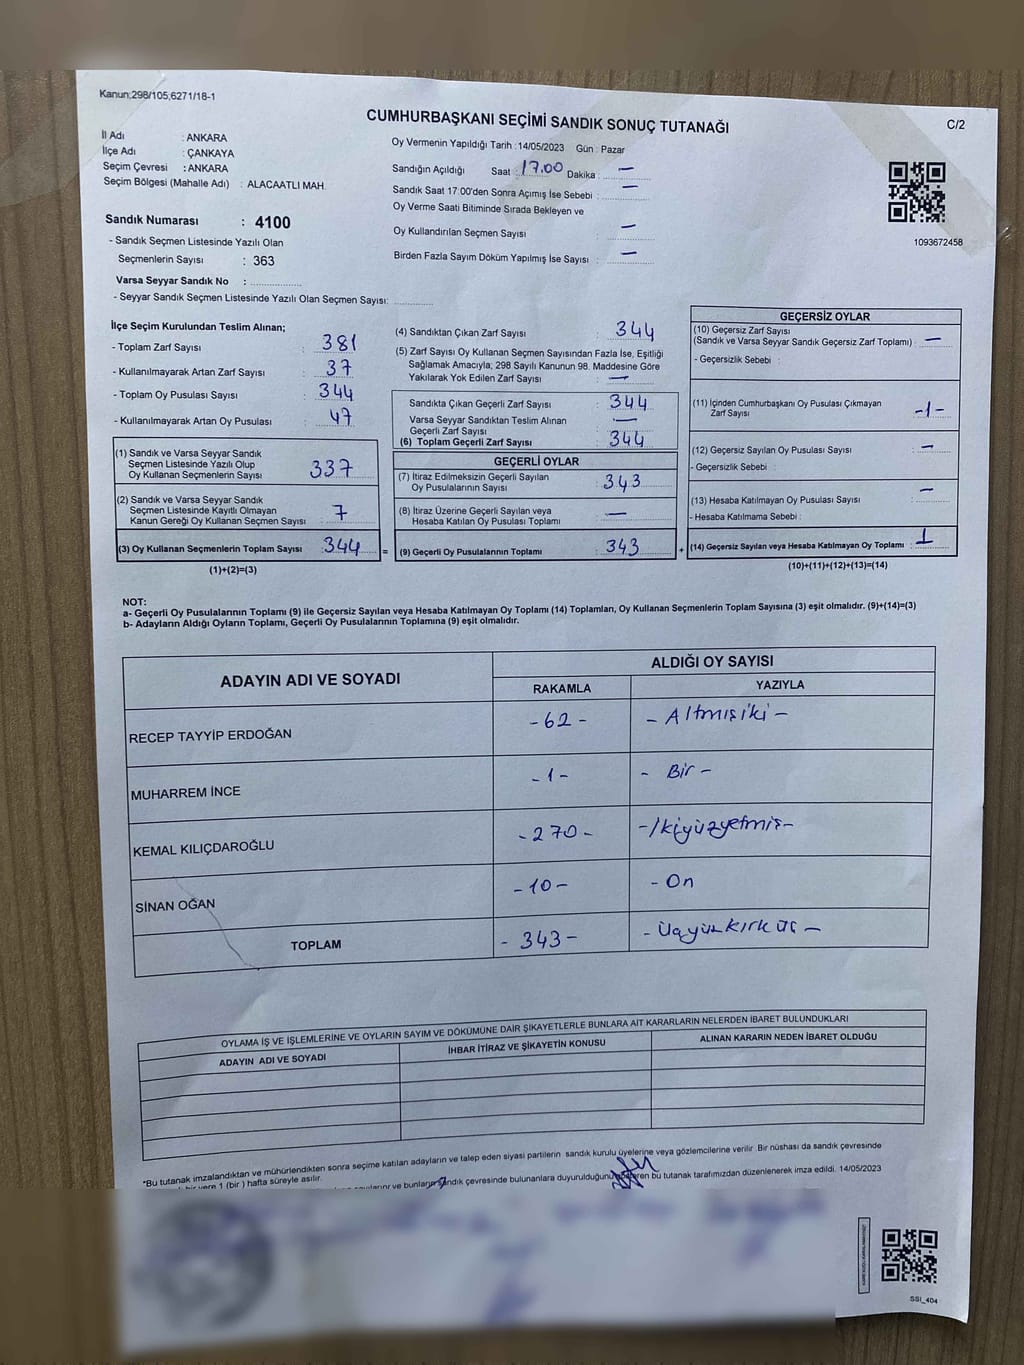 Kanun;298/105,6271/18-1
CUMHURBAŞKANI SEÇİMİ SANDIK SONUÇ TUTANAĞI
C/2
İl Adı : ANKARA
İlçe Adı : ÇANKAYA
Seçim Çevresi : ANKARA
Seçim Bölgesi (Mahalle Adı) : ALACAATLI MAH.
Sandık Numarası : 4100
- Sandık Seçmen Listesinde Yazılı Olan
Seçmenlerin Sayısı : 363
Varsa Seyyar Sandık No :
- Seyyar Sandık Seçmen Listesinde Yazılı Olan Seçmen Sayısı:
Oy Vermenin Yapıldığı Tarih : 14/05/2023 Gün : Pazar
Sandığın Açıldığı Saat : 17.00 Dakika : —
Sandık Saat 17:00'den Sonra Açımış İse Sebebi : —
Oy Verme Saati Bitiminde Sırada Bekleyen ve
Oy Kullandırılan Seçmen Sayısı : —
Birden Fazla Sayım Döküm Yapılmış İse Sayısı : —
1093672458
İlçe Seçim Kurulundan Teslim Alınan;
- Toplam Zarf Sayısı : 381
- Kullanılmayarak Artan Zarf Sayısı : 37
- Toplam Oy Pusulası Sayısı : 344
- Kullanılmayarak Artan Oy Pusulası : 47
(1) Sandık ve Varsa Seyyar Sandık
Seçmen Listesinde Yazılı Olup
Oy Kullanan Seçmenlerin Sayısı : 337
(2) Sandık ve Varsa Seyyar Sandık
Seçmen Listesinde Kayıtlı Olmayan
Kanun Gereği Oy Kullanan Seçmen Sayısı : 7
(3) Oy Kullanan Seçmenlerin Toplam Sayısı : 344 =
(1)+(2)=(3)
(4) Sandıktan Çıkan Zarf Sayısı : 344
(5) Zarf Sayısı Oy Kullanan Seçmen Sayısından Fazla İse, Eşitliği
Sağlamak Amacıyla; 298 Sayılı Kanunun 98. Maddesine Göre
Yakılarak Yok Edilen Zarf Sayısı : —
Sandıkta Çıkan Geçerli Zarf Sayısı : 344
Varsa Seyyar Sandıktan Teslim Alınan
Geçerli Zarf Sayısı : —
(6) Toplam Geçerli Zarf Sayısı : 344
GEÇERLİ OYLAR
(7) İtiraz Edilmeksizin Geçerli Sayılan
Oy Pusulalarının Sayısı : 343
(8) İtiraz Üzerine Geçerli Sayılan veya
Hesaba Katılan Oy Pusulası Toplamı : —
(9) Geçerli Oy Pusulalarının Toplamı : 343 +
GEÇERSİZ OYLAR
(10) Geçersiz Zarf Sayısı
(Sandık ve Varsa Seyyar Sandık Geçersiz Zarf Toplamı) : —
- Geçersizlik Sebebi :
(11) İçinden Cumhurbaşkanı Oy Pusulası Çıkmayan
Zarf Sayısı : -1-
(12) Geçersiz Sayılan Oy Pusulası Sayısı : —
- Geçersizlik Sebebi :
(13) Hesaba Katılmayan Oy Pusulası Sayısı : —
- Hesaba Katılmama Sebebi :
(14) Geçersiz Sayılan veya Hesaba Katılmayan Oy Toplamı : 1
(10)+(11)+(12)+(13)=(14)
NOT:
a- Geçerli Oy Pusulalarının Toplamı (9) ile Geçersiz Sayılan veya Hesaba Katılmayan Oy Toplamı (14) Toplamları, Oy Kullanan Seçmenlerin Toplam Sayısına (3) eşit olmalıdır. (9)+(14)=(3)
b- Adayların Aldığı Oyların Toplamı, Geçerli Oy Pusulalarının Toplamına (9) eşit olmalıdır.
ADAYIN ADI VE SOYADI
ALDIĞI OY SAYISI
RAKAMLA YAZIYLA
RECEP TAYYİP ERDOĞAN -62- - Altmışiki -
MUHARREM İNCE -1- - Bir -
KEMAL KILIÇDAROĞLU -270- -İkiyüzyetmiş-
SİNAN OĞAN -10- - On
TOPLAM -343- - Üçyüzkırküç -
OYLAMA İŞ VE İŞLEMLERİNE VE OYLARIN SAYIM VE DÖKÜMÜNE DAİR ŞİKAYETLERLE BUNLARA AİT KARARLARIN NELERDEN İBARET BULUNDUKLARI
ADAYIN ADI VE SOYADI İHBAR İTİRAZ VE ŞİKAYETİN KONUSU ALINAN KARARIN NEDEN İBARET OLDUĞU
*Bu tutanak imzalandıktan ve mühürlendikten sonra seçime katılan adayların ve talep eden siyasi partilerin sandık kurulu üyelerine veya gözlemcilerine verilir. Bir nüshası da sandık çevresinde
1 (bir ) hafta süreyle asılır.
ve bunların sandık çevresinde bulunanlara duyurulduğunu gösteren bu tutanak tarafımızdan düzenlenerek imza edildi. 14/05/2023
SSİ_404